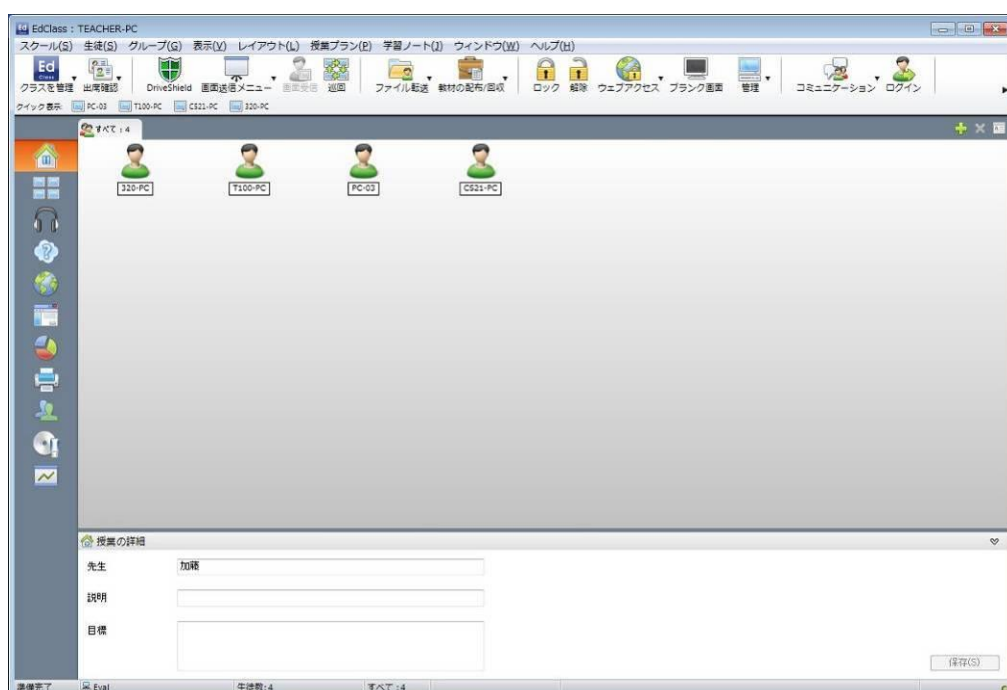 EdClass : TEACHER-PC
スクール(S) 生徒(S) グループ(G) 表示(V) レイアウト(L) 授業プラン(P) 学習ノート(J) ウィンドウ(W) ヘルプ(H)
Ed
Class
クラスを管理 出席確認 DriveShield 画面送信メニュー 画面受信 巡回 ファイル転送 教材の配布/回収 ロック 解除 ウェブアクセス ブランク画面 管理 コミュニケーション ログイン
クイック表示 PC-03 T100-PC CS21-PC 320-PC
すべて : 4
320-PC T100-PC PC-03 CS21-PC
授業の詳細
先生 加藤
説明
目標
保存(S)
準備完了 Eval 生徒数:4 すべて :4